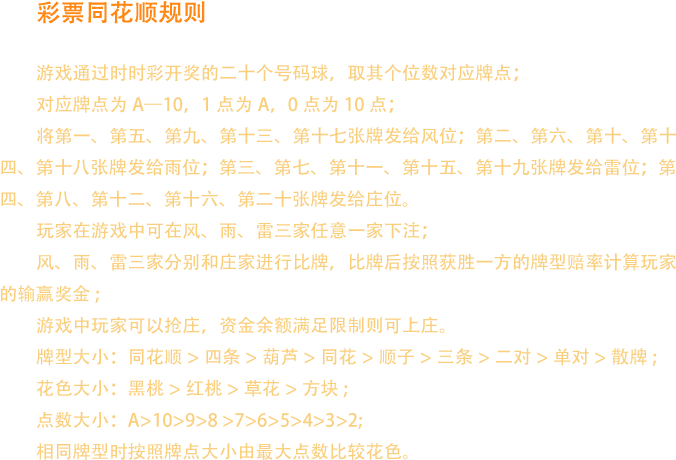 彩票同花顺规则
游戏通过时时彩开奖的二十个号码球，取其个位数对应牌点；
对应牌点为 A—10，1 点为 A，0 点为 10 点；
将第一、第五、第九、第十三、第十七张牌发给风位；第二、第六、第十、第十
四、第十八张牌发给雨位；第三、第七、第十一、第十五、第十九张牌发给雷位；第
四、第八、第十二、第十六、第二十张牌发给庄位。
玩家在游戏中可在风、雨、雷三家任意一家下注；
风、雨、雷三家分别和庄家进行比牌，比牌后按照获胜一方的牌型赔率计算玩家
的输赢奖金 ;
游戏中玩家可以抢庄，资金余额满足限制则可上庄。
牌型大小：同花顺 > 四条 > 葫芦 > 同花 > 顺子 > 三条 > 二对 > 单对 > 散牌 ;
花色大小：黑桃 > 红桃 > 草花 > 方块 ;
点数大小：A>10>9>8 >7>6>5>4>3>2;
相同牌型时按照牌点大小由最大点数比较花色。